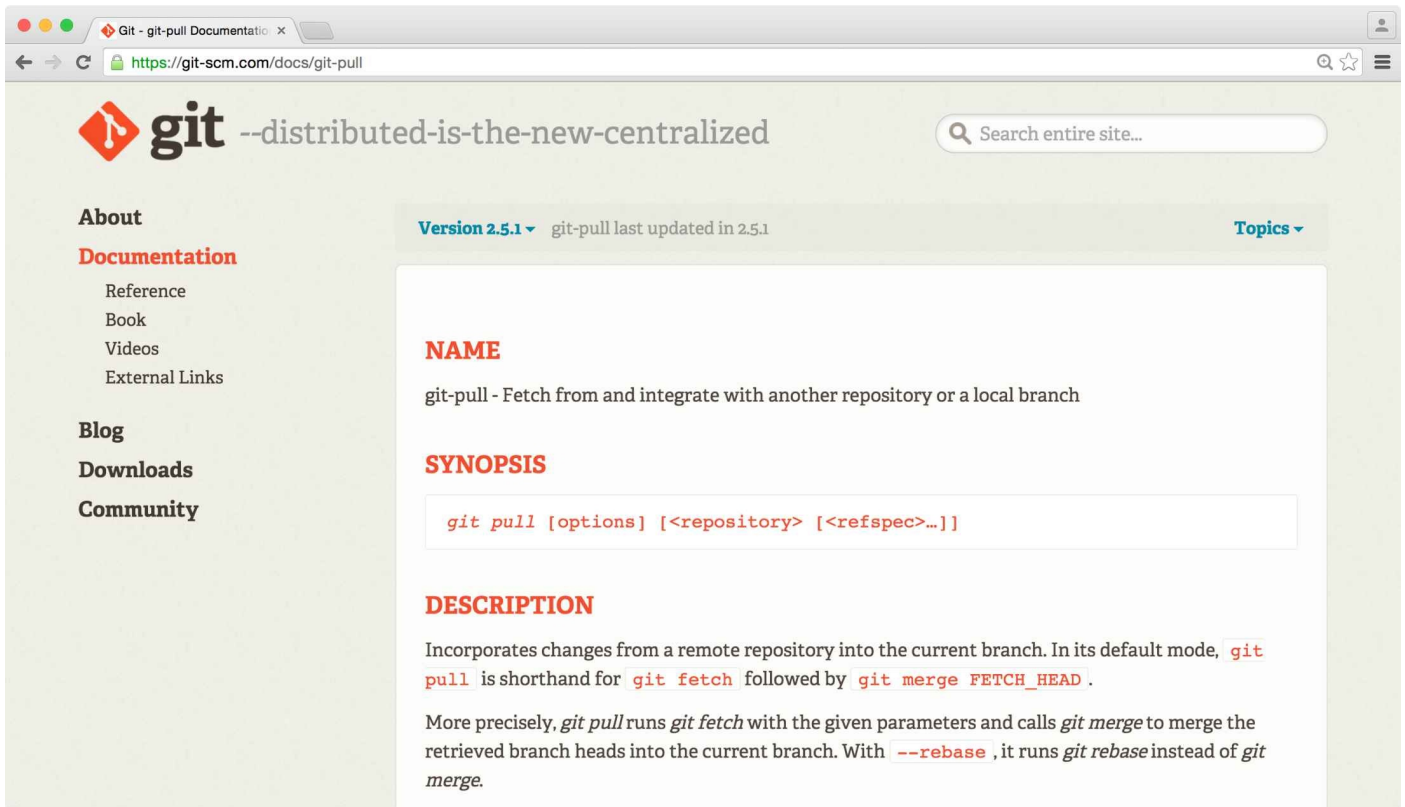 Git - git-pull Documentatio
https://git-scm.com/docs/git-pull
git --distributed-is-the-new-centralized
Search entire site...
About
Documentation
Reference
Book
Videos
External Links
Blog
Downloads
Community
Version 2.5.1 git-pull last updated in 2.5.1
Topics
NAME
git-pull - Fetch from and integrate with another repository or a local branch
SYNOPSIS
git pull [options] [<repository> [<refspec>…]]
DESCRIPTION
Incorporates changes from a remote repository into the current branch. In its default mode, git
pull is shorthand for git fetch followed by git merge FETCH_HEAD.
More precisely, git pull runs git fetch with the given parameters and calls git merge to merge the
retrieved branch heads into the current branch. With --rebase, it runs git rebase instead of git
merge.